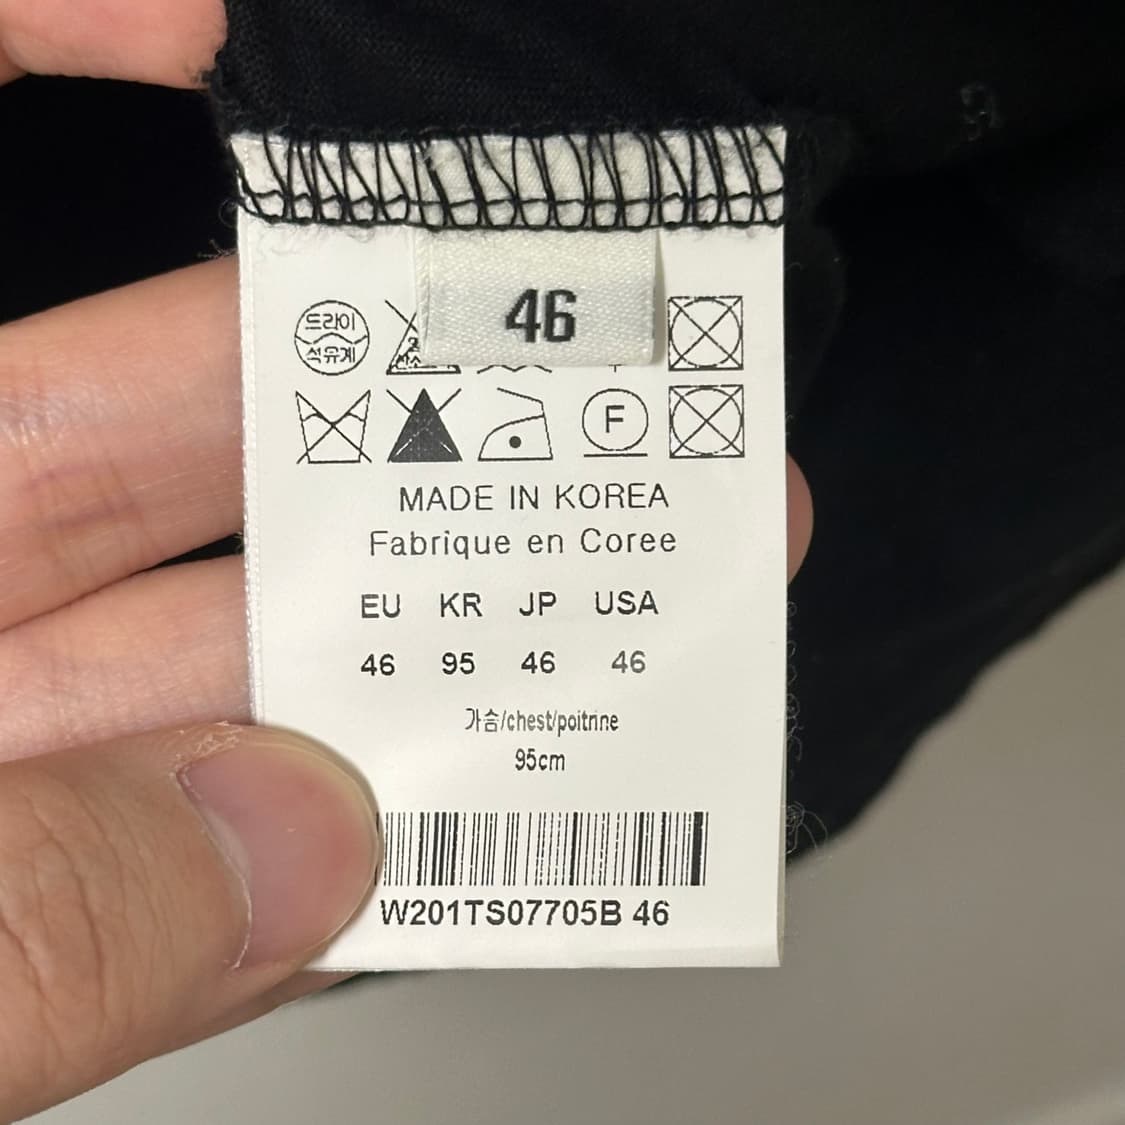 46
드라이
석유계
F
MADE IN KOREA
Fabrique en Coree
EU KR JP USA
46 95 46 46
가슴/chest/poitrine
95cm
W201TS07705B 46